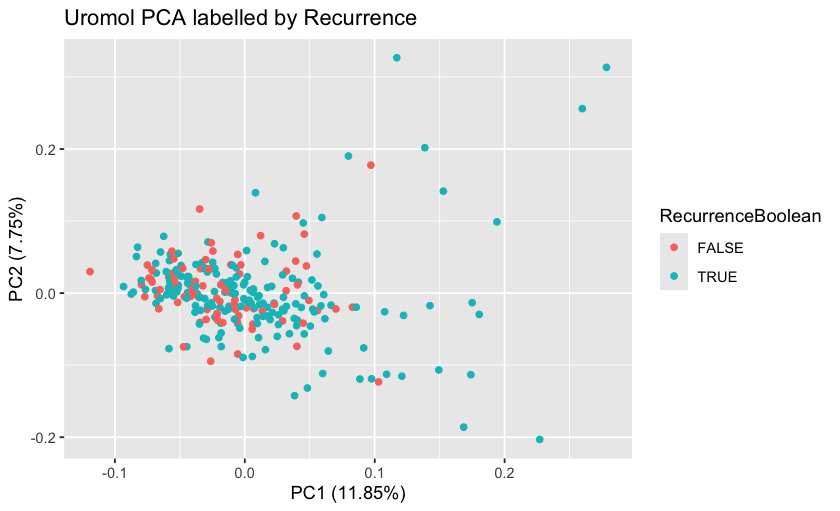 Uromol PCA labelled by Recurrence
0.2
0.0
-0.2
PC2 (7.75%)
-0.1
0.0
0.1
0.2
PC1 (11.85%)
RecurrenceBoolean
FALSE
TRUE